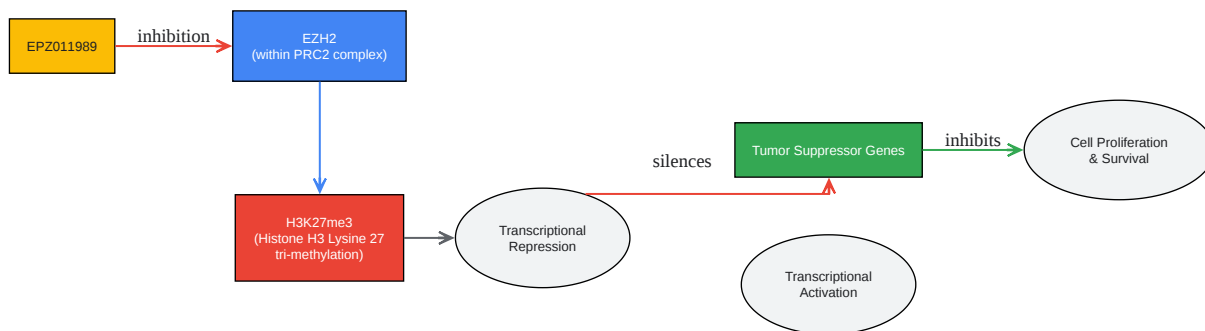 EPZ011989
inhibition
EZH2
(within PRC2 complex)
H3K27me3
(Histone H3 Lysine 27
tri-methylation)
Transcriptional
Repression
silences
Tumor Suppressor Genes
inhibits
Cell Proliferation
& Survival
Transcriptional
Activation